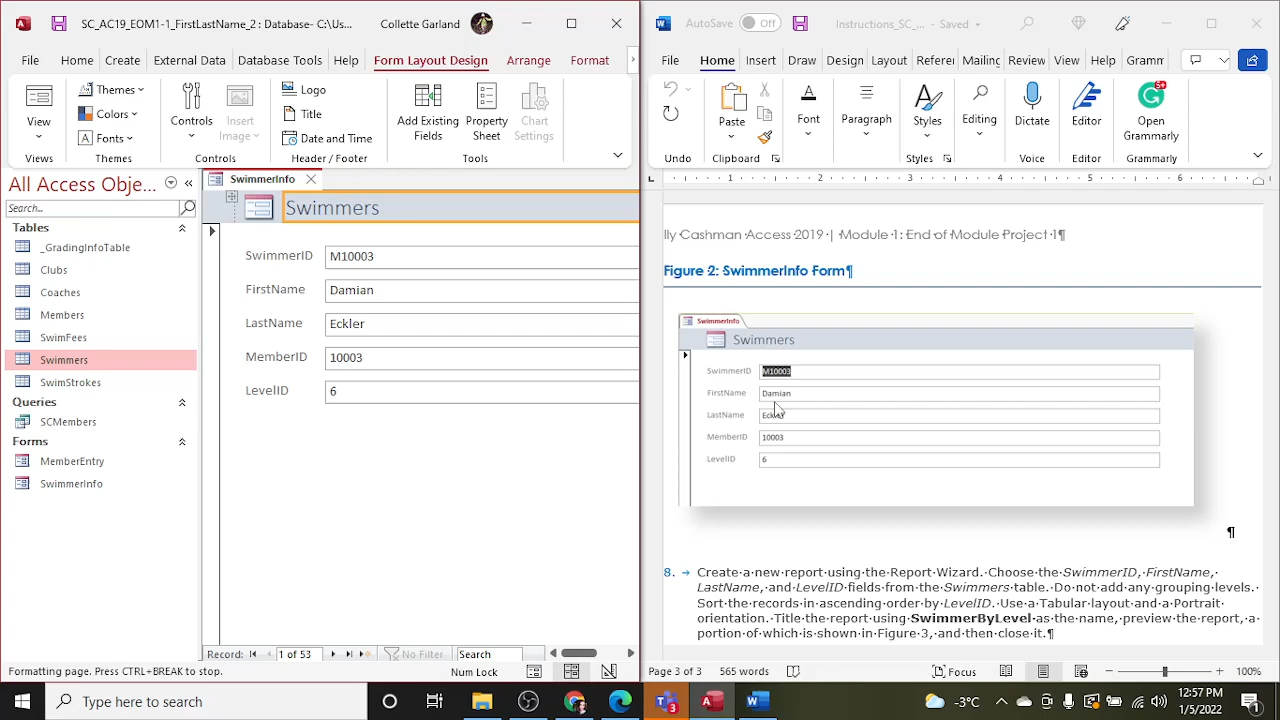 SC_AC19_EOM1-1_FirstLastName_2 : Database- C:\Us...
Collette Garland
File Home Create External Data Database Tools Help Form Layout Design Arrange Format
View
Views
Themes
Colors
Fonts
Themes
Controls
Insert Image
Controls
Logo
Title
Date and Time
Header / Footer
Add Existing Fields
Property Sheet
Chart Settings
Tools
All Access Obje...
Search...
Tables
_GradingInfoTable
Clubs
Coaches
Members
SwimFees
Swimmers
SwimStrokes
Queries
SCMembers
Forms
MemberEntry
SwimmerInfo
SwimmerInfo
Swimmers
SwimmerID M10003
FirstName Damian
LastName Eckler
MemberID 10003
LevelID 6
Record: 1 of 53 No Filter Search
Formatting page. Press CTRL+BREAK to stop. Num Lock
AutoSave Off Instructions_SC_... - Saved
File Home Insert Draw Design Layout Referer Mailing Review View Help Gramm
Undo
Paste
Clipboard
Font
Paragraph
Styles
Styles
Editing
Dictate
Voice
Editor
Editor
Open Grammarly
Grammarly
1 2 3 4 5 6
lly·Cashman·Access·2019·|·Module·1:·End·of·Module·Project·1¶
Figure·2:·SwimmerInfo·Form¶
SwimmerInfo
Swimmers
SwimmerID M10003
FirstName Damian
LastName
MemberID 10003
LevelID 6
¶
8. → Create·a·new·report·using·the·Report·Wizard.·Choose·the·SwimmerID,·FirstName,·
LastName,·and·LevelID·fields·from·the·Swimmers·table.·Do·not·add·any·grouping·levels.·
Sort·the·records·in·ascending·order·by·LevelID.·Use·a·Tabular·layout·and·a·Portrait·
orientation.·Title·the·report·using·SwimmerByLevel·as·the·name,·preview·the·report,·a·
portion·of·which·is·shown·in·Figure·3,·and·then·close·it.¶
Page 3 of 3 565 words Focus 100%
Type here to search
3
-3°C
12:57 PM
1/5/2022
1